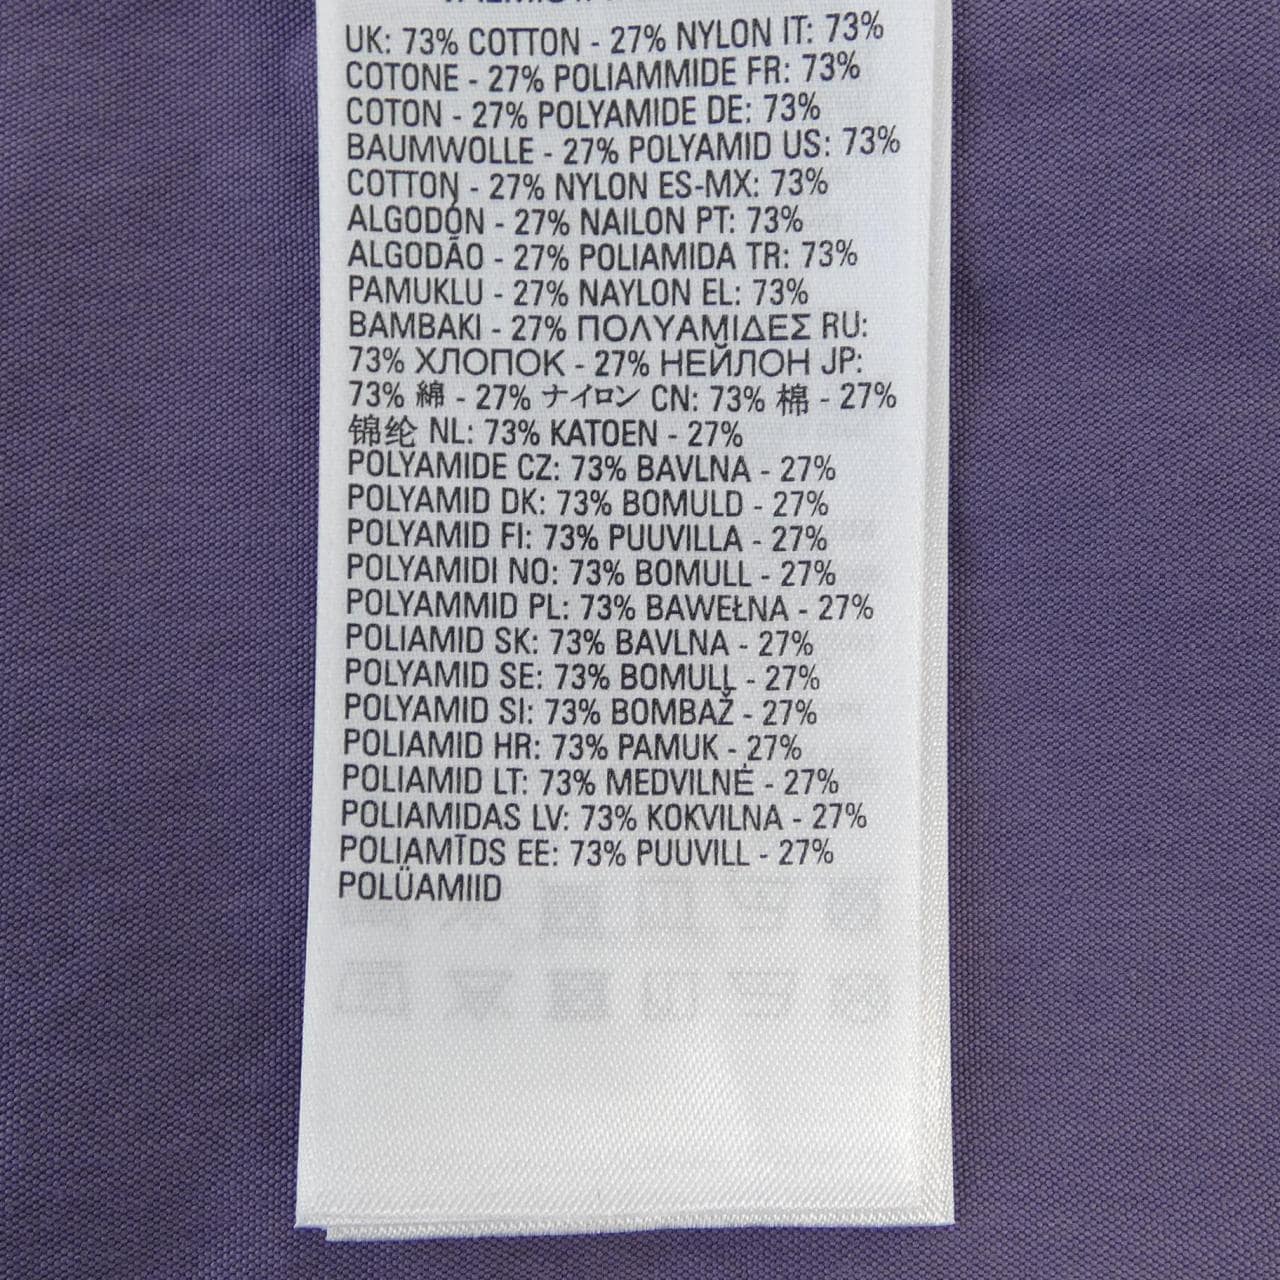 UK: 73% COTTON - 27% NYLON IT: 73%
COTONE - 27% POLIAMMIDE FR: 73%
COTON - 27% POLYAMIDE DE: 73%
BAUMWOLLE - 27% POLYAMID US: 73%
COTTON - 27% NYLON ES-MX: 73%
ALGODÓN - 27% NAILON PT: 73%
ALGODÃO - 27% POLIAMIDA TR: 73%
PAMUKLU - 27% NAYLON EL: 73%
BAMBAKI - 27% ΠΟΛΥΑΜΙΔΕΣ RU:
73% ХЛОПОК - 27% НЕЙЛОН JP:
73% 綿 - 27% ナイロン CN: 73% 棉 - 27%
锦纶 NL: 73% KATOEN - 27%
POLYAMIDE CZ: 73% BAVLNA - 27%
POLYAMID DK: 73% BOMULD - 27%
POLYAMID FI: 73% PUUVILLA - 27%
POLYAMIDI NO: 73% BOMULL - 27%
POLYAMMID PL: 73% BAWEŁNA - 27%
POLIAMID SK: 73% BAVLNA - 27%
POLYAMID SE: 73% BOMULL - 27%
POLYAMID SI: 73% BOMBAŽ - 27%
POLIAMID HR: 73% PAMUK - 27%
POLIAMID LT: 73% MEDVILNĖ - 27%
POLIAMIDAS LV: 73% KOKVILNA - 27%
POLIAMĪDS EE: 73% PUUVILL - 27%
POLÜAMIID